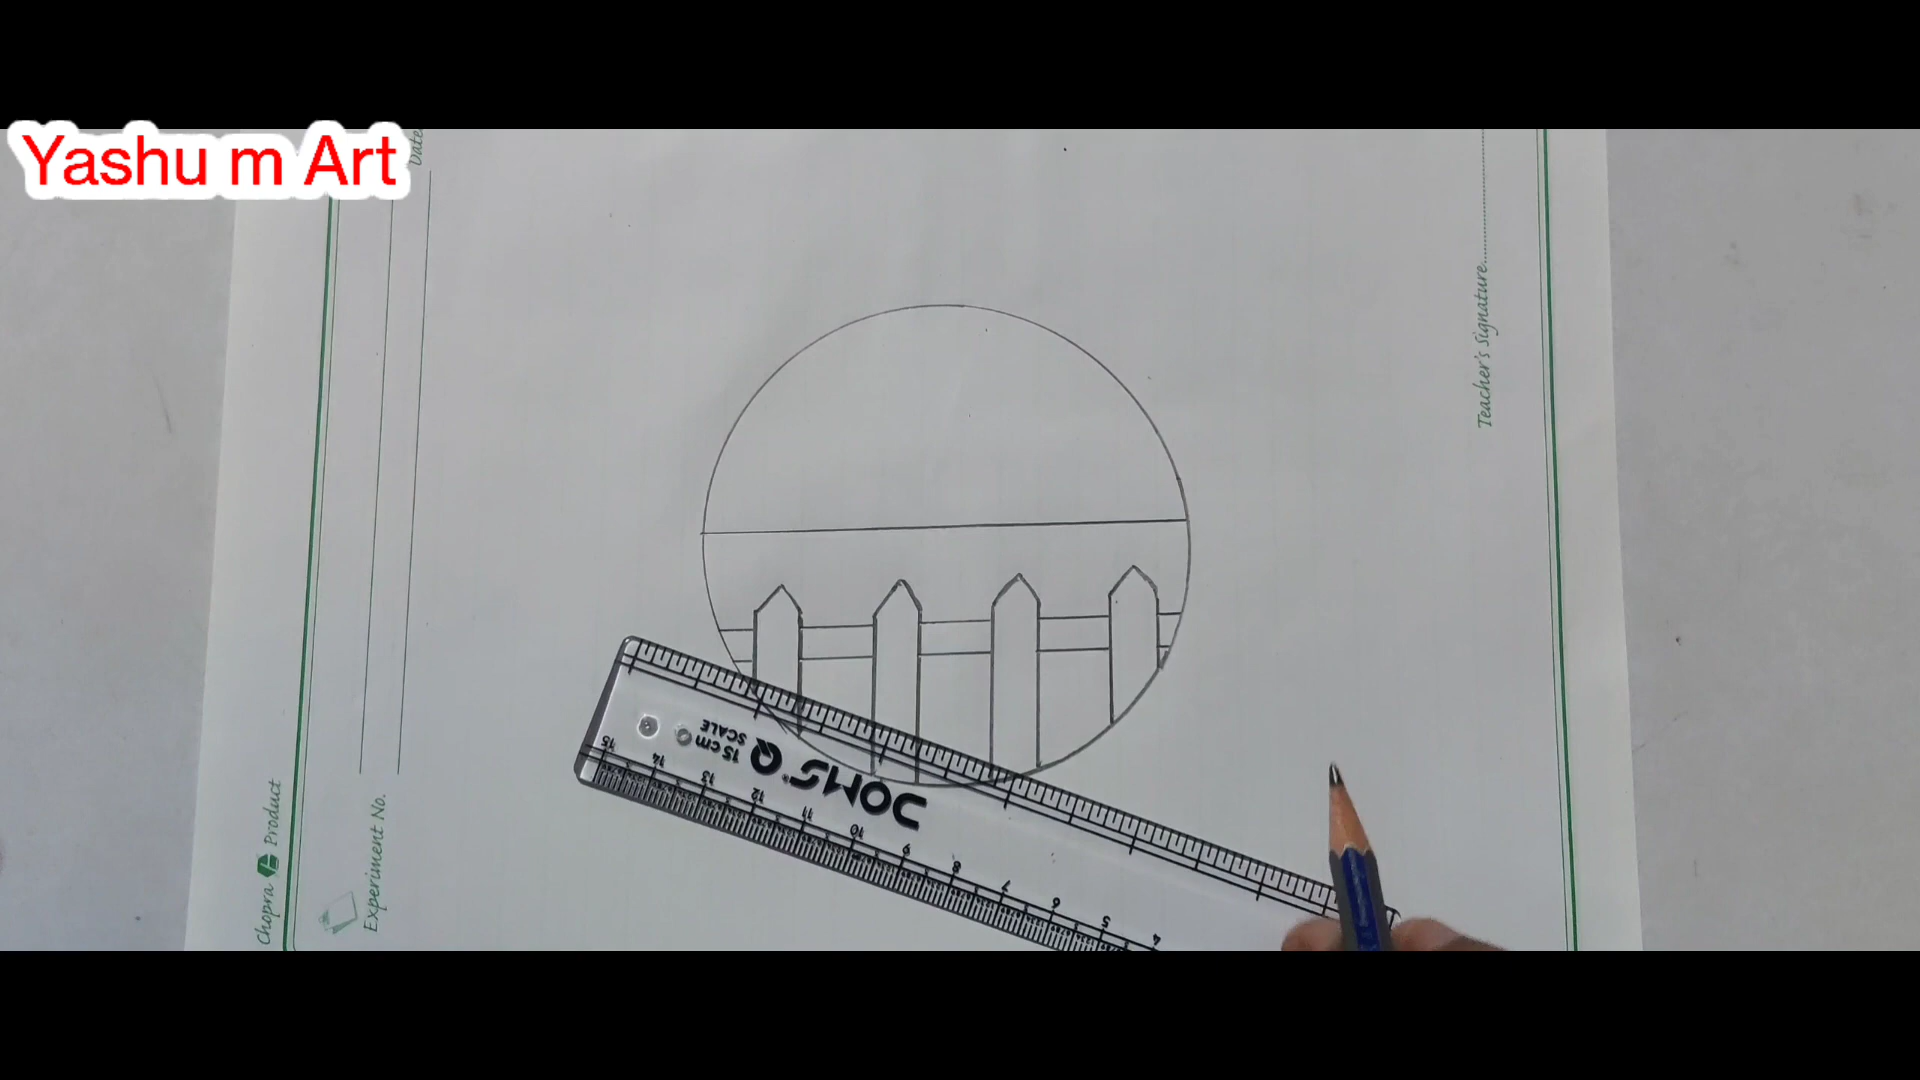 Yashu m Art
Date
Teacher's Signature
Chopra Product
Experiment No.
DOMS Q
15 cm
SCALE
15 14 13 12 11 10 9 8 7 6 5 4